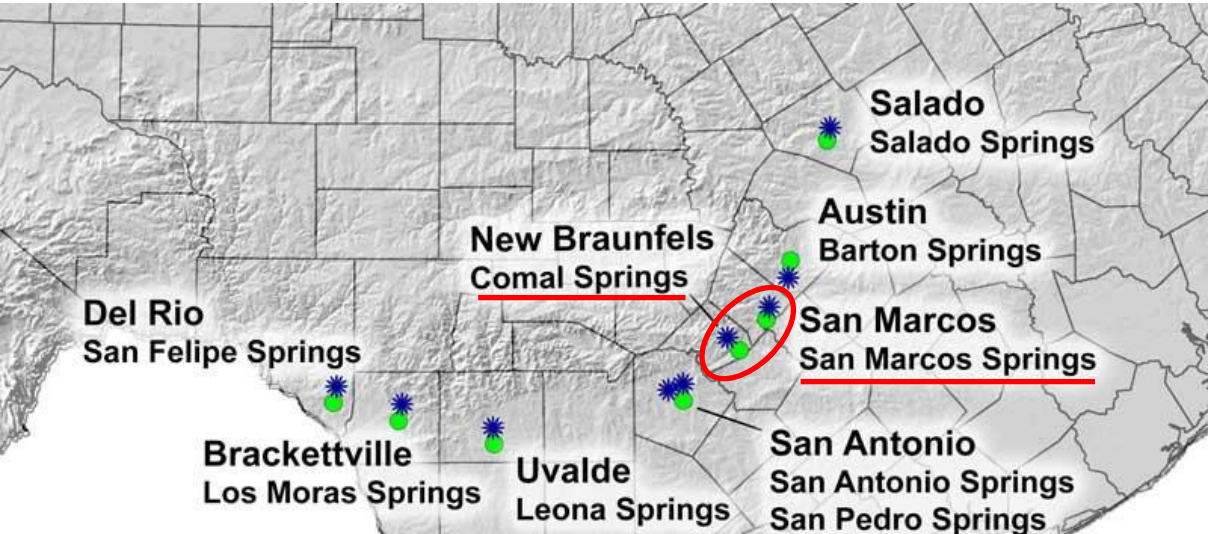 Salado
Salado Springs
Austin
Barton Springs
New Braunfels
Comal Springs
Del Rio
San Felipe Springs
San Marcos
San Marcos Springs
Brackettville
Los Moras Springs
Uvalde
Leona Springs
San Antonio
San Antonio Springs
San Pedro Springs